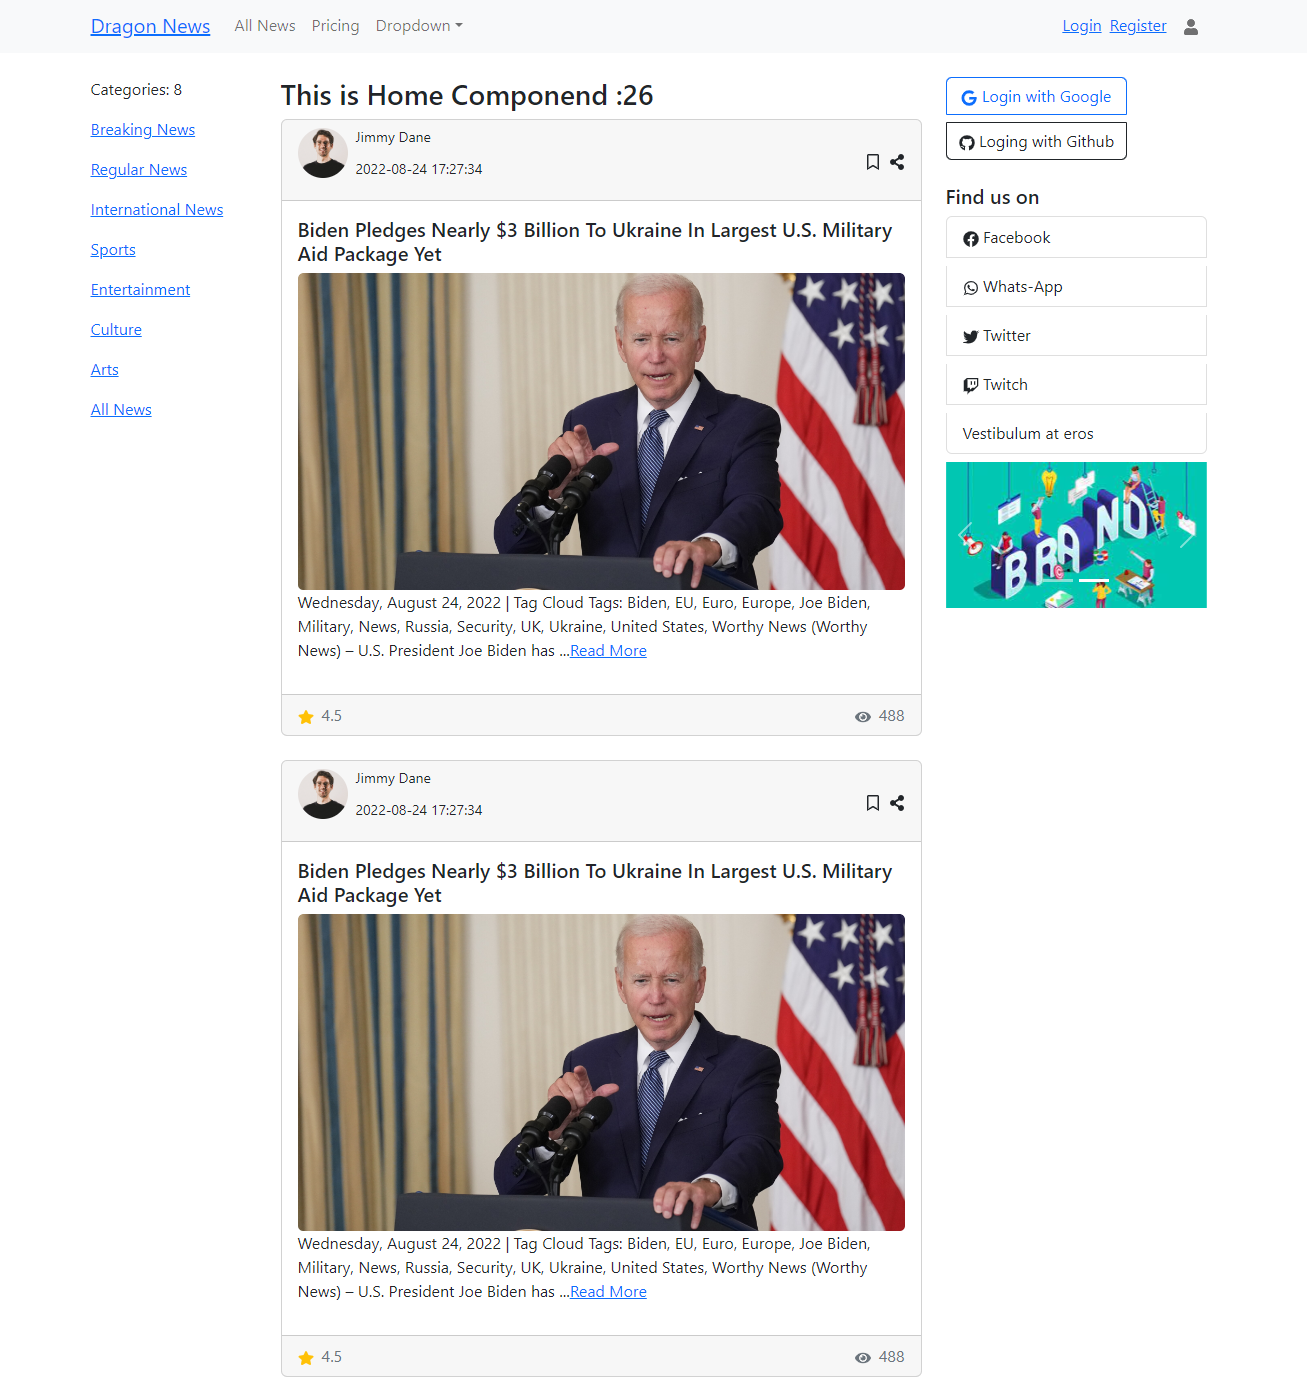 Dragon News All News Pricing Dropdown Login Register
Categories: 8
Breaking News
Regular News
International News
Sports
Entertainment
Culture
Arts
All News
This is Home Componend :26
Jimmy Dane
2022-08-24 17:27:34
Biden Pledges Nearly $3 Billion To Ukraine In Largest U.S. Military
Aid Package Yet
Wednesday, August 24, 2022 | Tag Cloud Tags: Biden, EU, Euro, Europe, Joe Biden,
Military, News, Russia, Security, UK, Ukraine, United States, Worthy News (Worthy
News) – U.S. President Joe Biden has ...Read More
4.5 488
Jimmy Dane
2022-08-24 17:27:34
Biden Pledges Nearly $3 Billion To Ukraine In Largest U.S. Military
Aid Package Yet
Wednesday, August 24, 2022 | Tag Cloud Tags: Biden, EU, Euro, Europe, Joe Biden,
Military, News, Russia, Security, UK, Ukraine, United States, Worthy News (Worthy
News) – U.S. President Joe Biden has ...Read More
4.5 488
Login with Google
Loging with Github
Find us on
Facebook
Whats-App
Twitter
Twitch
Vestibulum at eros
BRAND